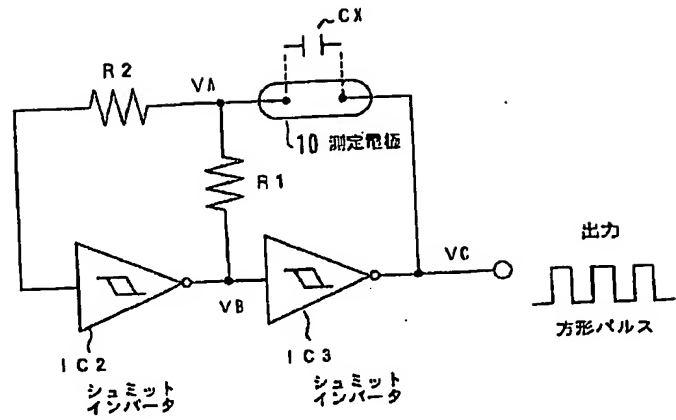 CX
R2
VA
10 測定電極
R1
VB
VC
出力
方形パルス
IC2
シュミット
インバータ
IC3
シュミット
インバータ